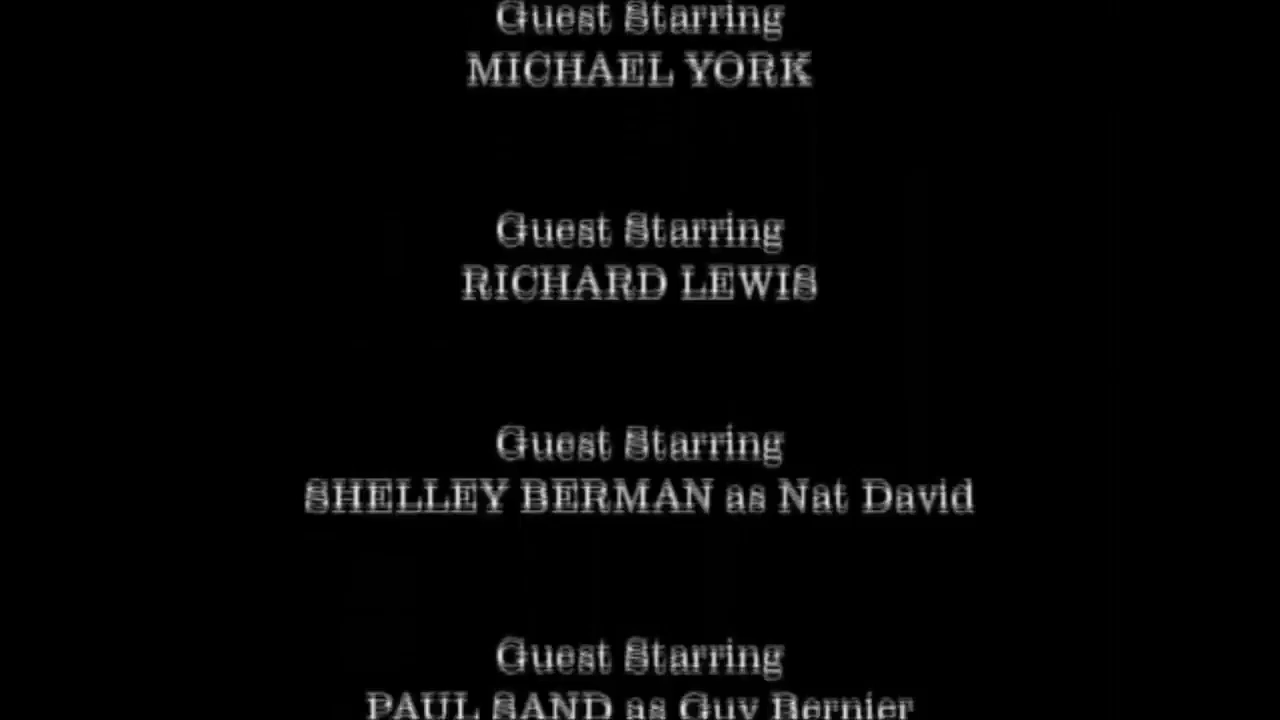 Guest Starring
MICHAEL YORK
Guest Starring
RICHARD LEWIS
Guest Starring
SHELLEY BERMAN as Nat David
Guest Starring
PAUL SAND as Guy Bernier